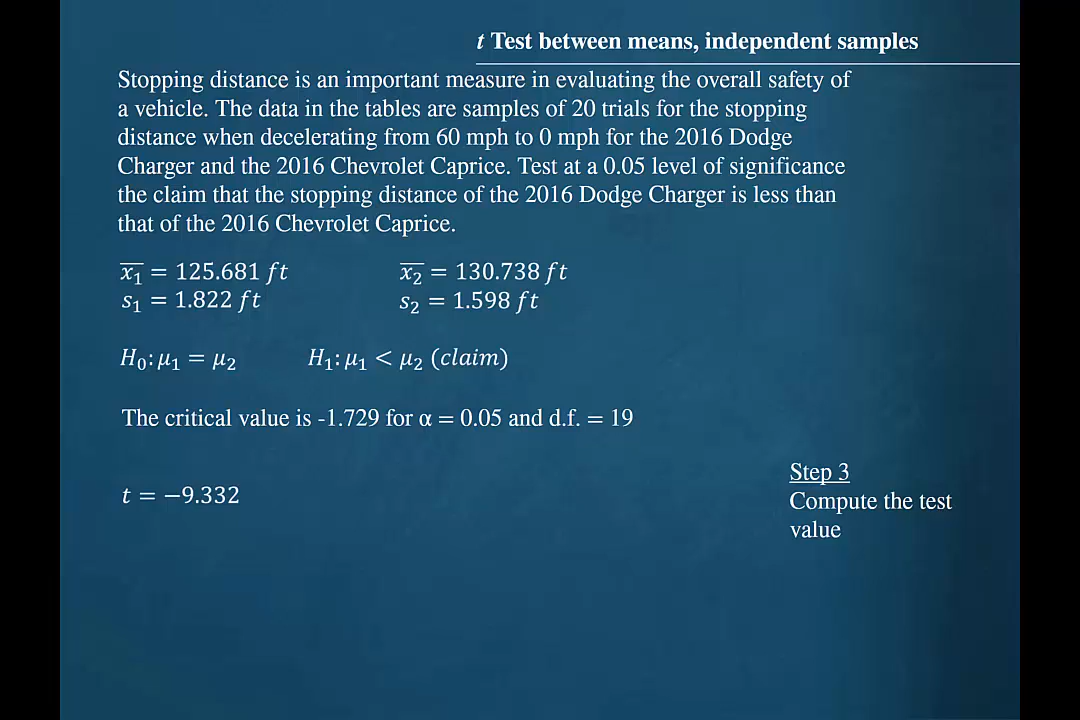 t Test between means, independent samples
Stopping distance is an important measure in evaluating the overall safety of
a vehicle. The data in the tables are samples of 20 trials for the stopping
distance when decelerating from 60 mph to 0 mph for the 2016 Dodge
Charger and the 2016 Chevrolet Caprice. Test at a 0.05 level of significance
the claim that the stopping distance of the 2016 Dodge Charger is less than
that of the 2016 Chevrolet Caprice.
x̅₁ = 125.681 ft x̅₂ = 130.738 ft
s₁ = 1.822 ft s₂ = 1.598 ft
H₀: μ₁ = μ₂ H₁: μ₁ < μ₂ (claim)
The critical value is -1.729 for α = 0.05 and d.f. = 19
t = −9.332
Step 3
Compute the test
value